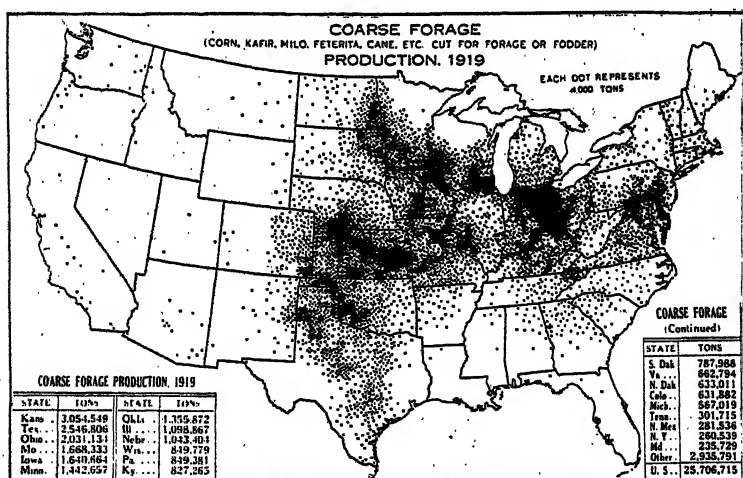 COARSE FORAGE
(CORN, KAFIR, MILO, FETERITA, CANE, ETC. CUT FOR FORAGE OR FODDER)
PRODUCTION, 1919
EACH DOT REPRESENTS
4,000 TONS
COARSE FORAGE PRODUCTION, 1919
STATE TONS STATE TONS
Kans... 3,054,549 Okla 1,355,872
Tex... 2,546,806 Ill... 1,098,867
Ohio... 2,031,131 Nebr... 1,043,404
Mo... 1,668,333 Wis... 849,779
Iowa... 1,640,664 Pa... 849,381
Minn. 1,442,657 Ky... 827,265
COARSE FORAGE
(Continued)
STATE TONS
S. Dak 787,988
Va... 662,794
N. Dak 633,011
Colo... 631,882
Mich.. 567,019
Tenn. 301,715
N. Mex 281,536
N. Y... 260,539
Md... 235,729
Other. 2,935,791
U. S.. 25,706,715